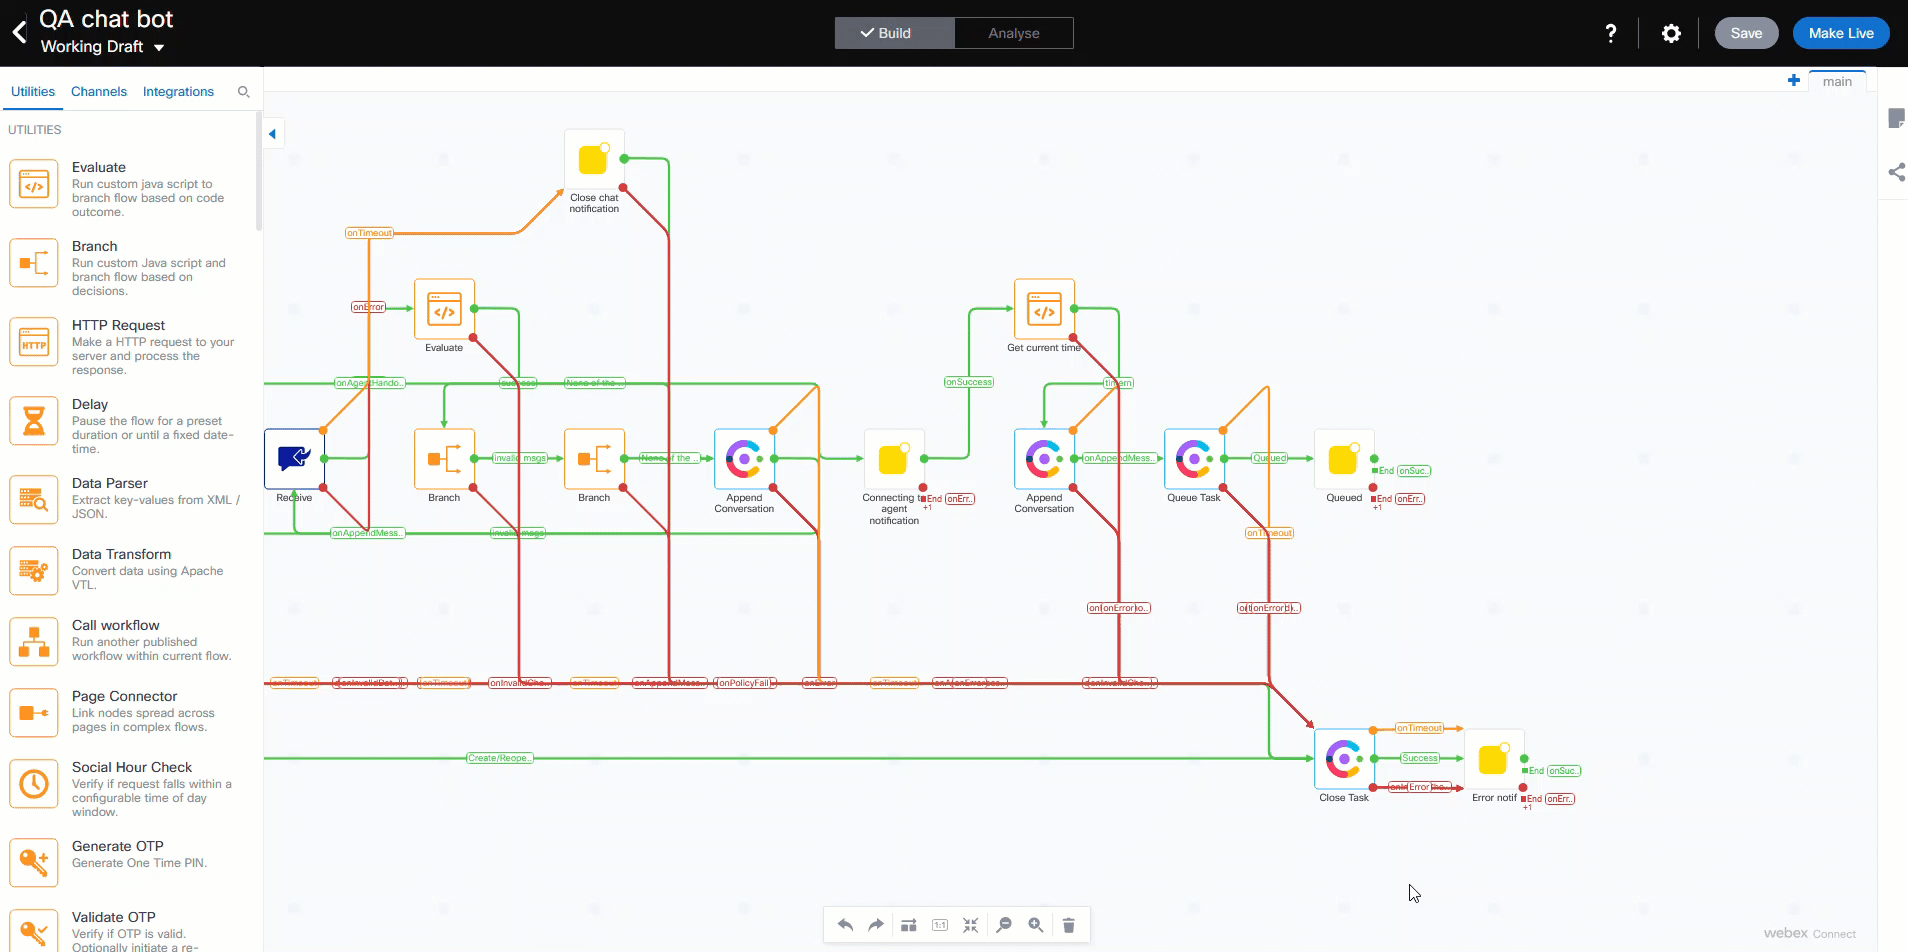 QA chat bot
Working Draft
Build
Analyse
?
Save
Make Live
Utilities
Channels
Integrations
main
UTILITIES
Evaluate
Run custom java script to
branch flow based on code
outcome.
Branch
Run custom Java script and
branch flow based on
decisions.
HTTP
HTTP Request
Make a HTTP request to your
server and process the
response.
Delay
Pause the flow for a preset
duration or until a fixed date-
time.
Data Parser
Extract key-values from XML /
JSON.
Data Transform
Convert data using Apache
VTL.
Call workflow
Run another published
workflow within current flow.
Page Connector
Link nodes spread across
pages in complex flows.
Social Hour Check
Verify if request falls within a
configurable time of day
window.
Generate OTP
Generate One Time PIN.
Validate OTP
Verify if OTP is valid.
Optionally initiate a re-
Close chat
notification
onTimeout
onError
Evaluate
Get current time
onAgentHando..
success
None of the ..
onSuccess
Receive
Branch
invalid msgs
Branch
None of the ..
Append
Conversation
Connecting t
agent
notification
End
onErr..
+1
Append
Conversation
onAppendMess..
Queue Task
Queued
Queued
End
onSuc..
End
onErr..
+1
onAppendMess..
invalid msgs
onTimeout
onTimeout
onTimeout
onInvalidCho..
onTimeout
onAppendMess..
onPolicyFail
onError
onTimeout
onInvalidCho..
Create/Reope..
Close Task
onTimeout
Success
Error notif
End
onSuc..
End
onErr..
+1
1:1
webex Connect